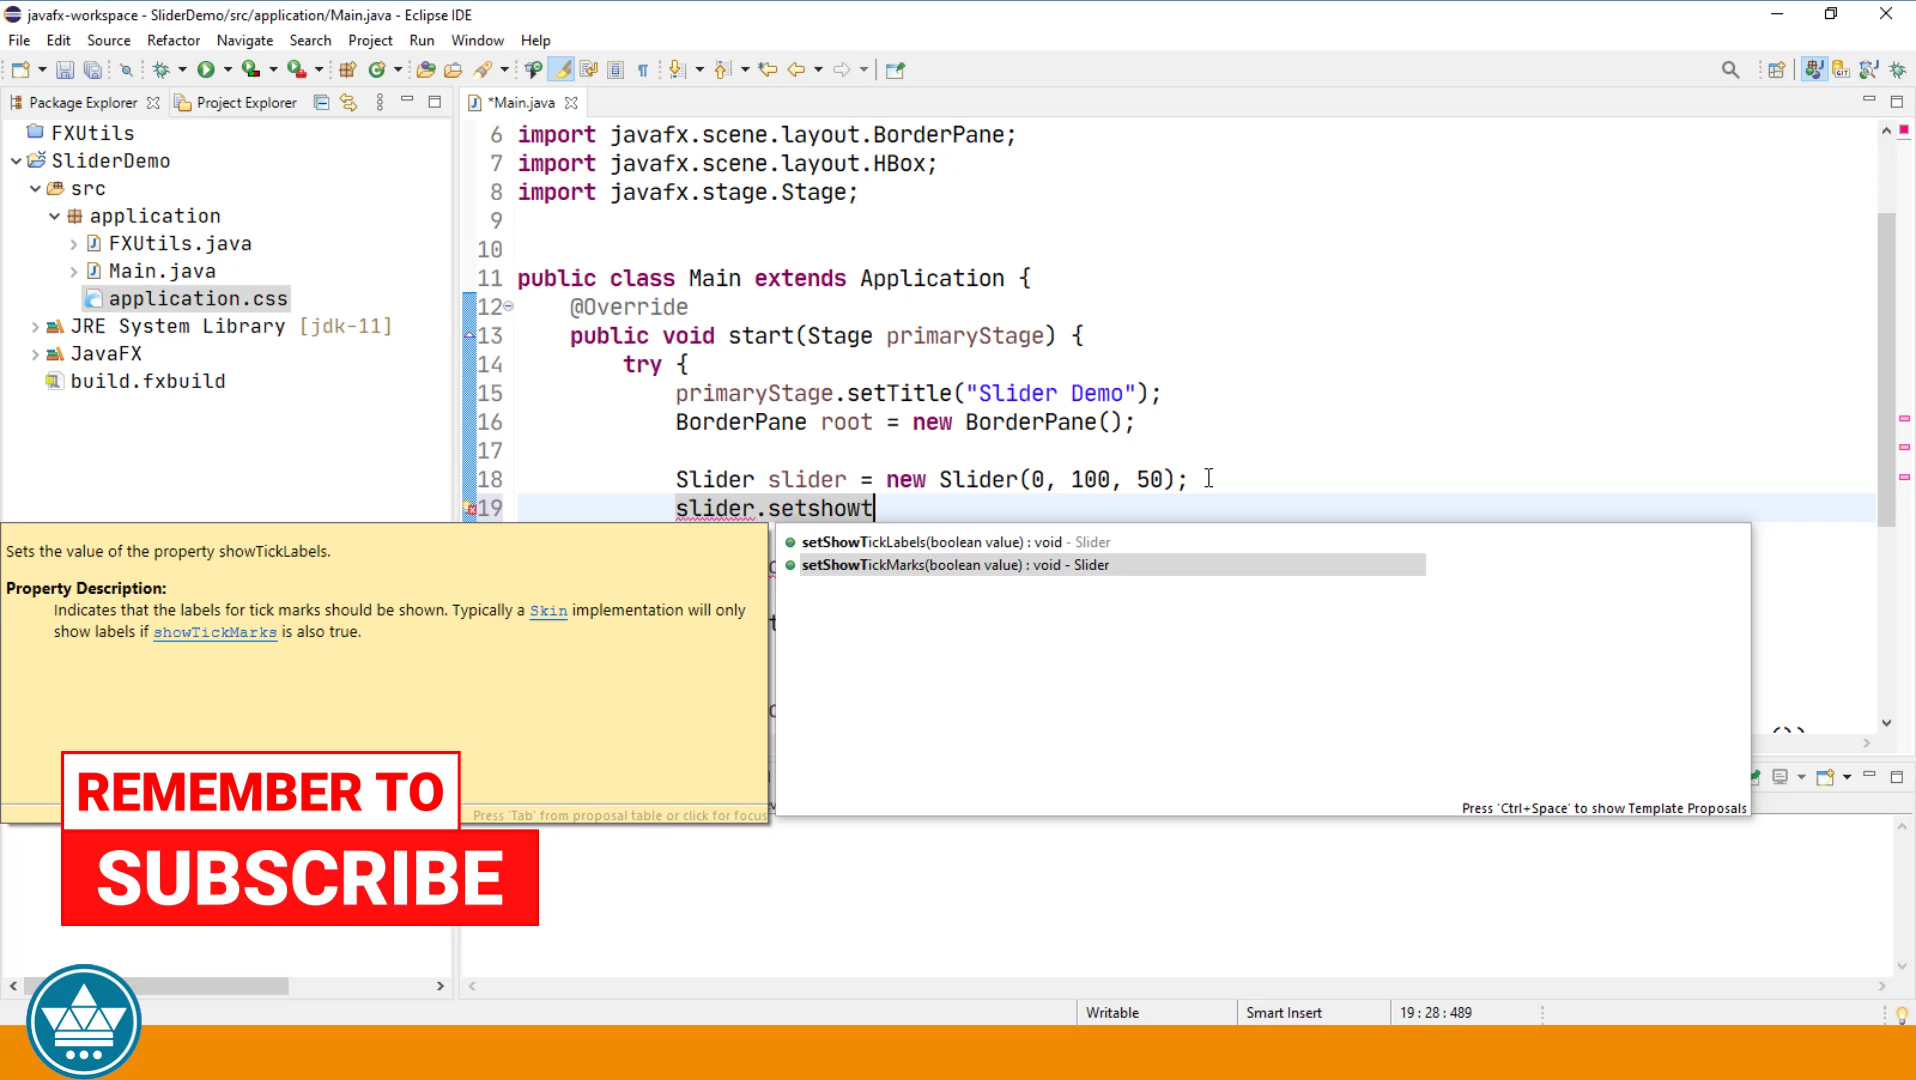 javafx-workspace - SliderDemo/src/application/Main.java - Eclipse IDE
File Edit Source Refactor Navigate Search Project Run Window Help
Package Explorer Project Explorer *Main.java
FXUtils
SliderDemo
src
application
FXUtils.java
Main.java
application.css
JRE System Library [jdk-11]
JavaFX
build.fxbuild
6 import javafx.scene.layout.BorderPane;
7 import javafx.scene.layout.HBox;
8 import javafx.stage.Stage;
9
10
11 public class Main extends Application {
12 @Override
13 public void start(Stage primaryStage) {
14 try {
15 primaryStage.setTitle("Slider Demo");
16 BorderPane root = new BorderPane();
17
18 Slider slider = new Slider(0, 100, 50);
19 slider.setshowt
Sets the value of the property showTickLabels.
Property Description:
Indicates that the labels for tick marks should be shown. Typically a Skin implementation will only
show labels if showTickMarks is also true.
Press 'Tab' from proposal table or click for focus
setShowTickLabels(boolean value) : void - Slider
setShowTickMarks(boolean value) : void - Slider
Press 'Ctrl+Space' to show Template Proposals
REMEMBER TO
SUBSCRIBE
Writable Smart Insert 19 : 28 : 489